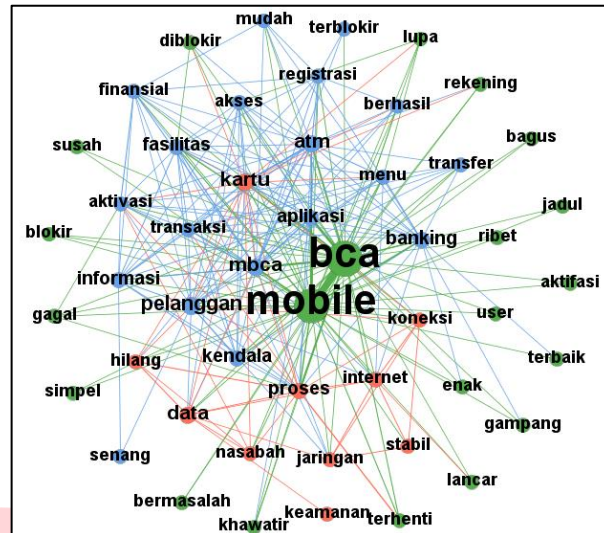 mudah
terblokir
diblokir
lupa
registrasi
rekening
finansial
akses
berhasil
atm
bagus
susah
fasilitas
transfer
kartu
menu
aktivasi
jadul
aplikasi
transaksi
blokir
banking
ribet
bca
mbca
informasi
aktifasi
pelanggan
mobile
user
gagal
koneksi
kendala
hilang
terbaik
internet
proses
enak
simpel
data
gampang
stabil
nasabah
jaringan
senang
lancar
bermasalah
keamanan
terhenti
khawatir